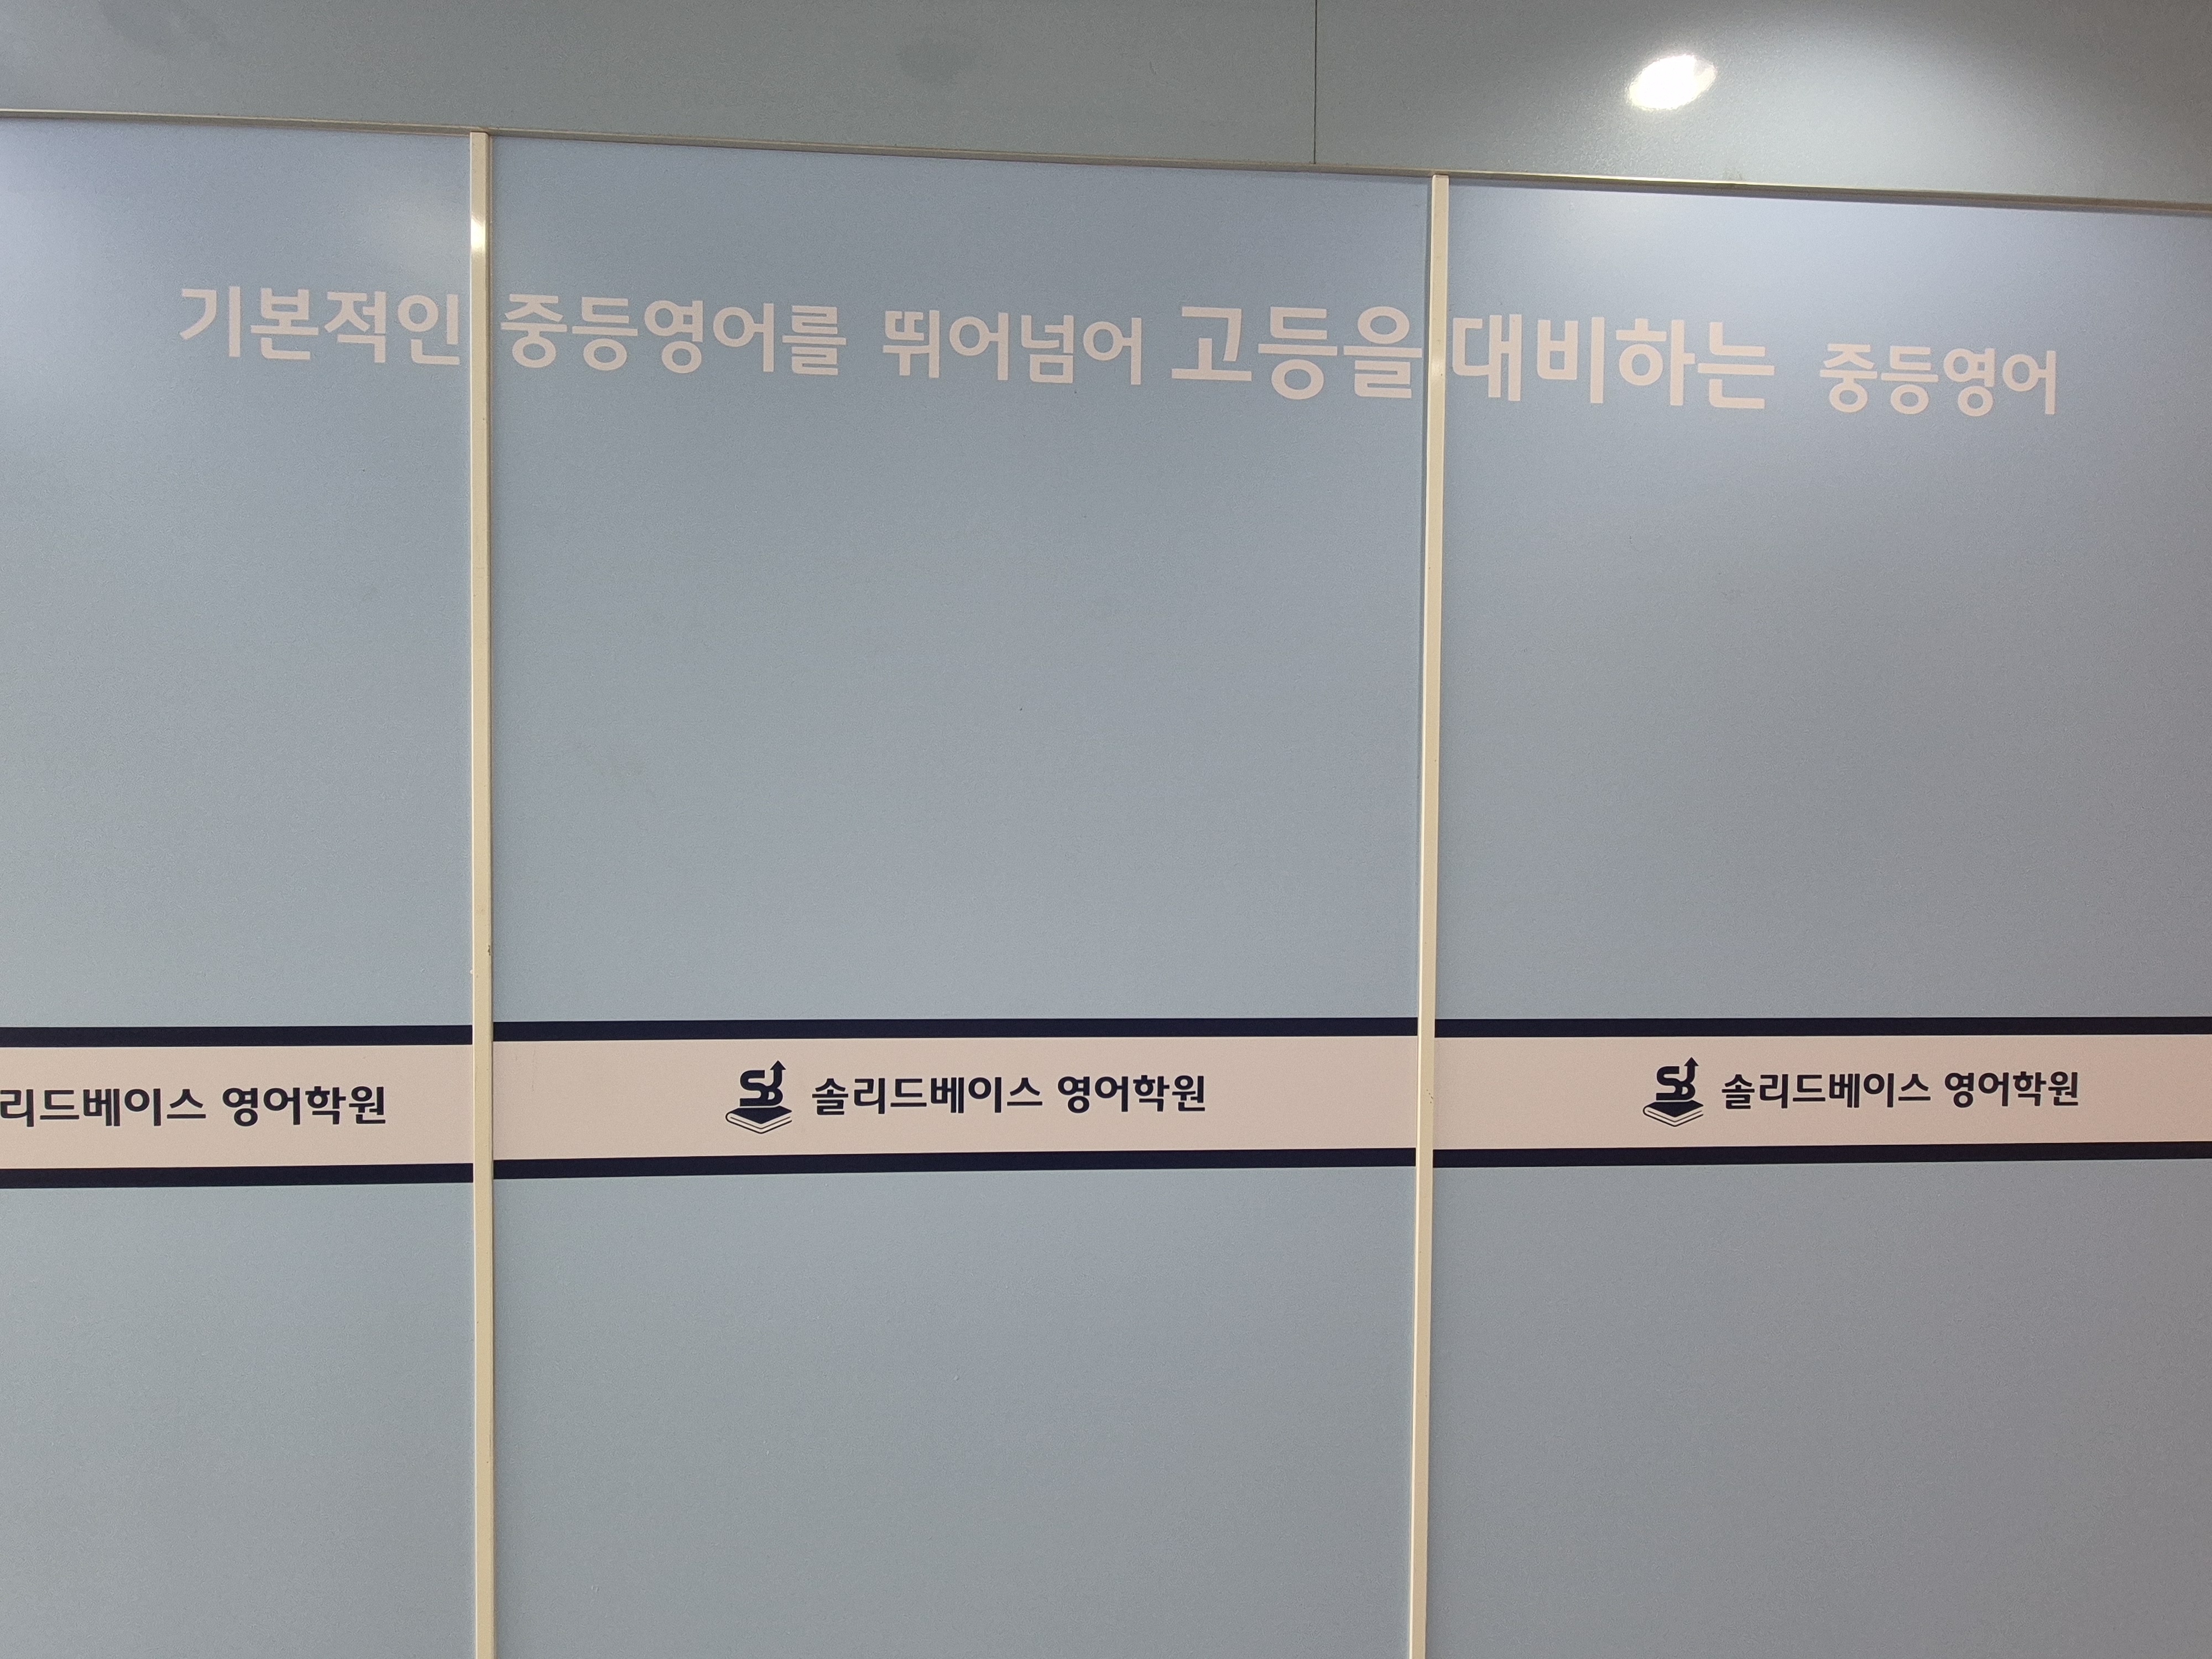 기본적인 중등영어를 뛰어넘어 고등을 대비하는 중등영어
리드베이스 영어학원 솔리드베이스 영어학원 솔리드베이스 영어학원